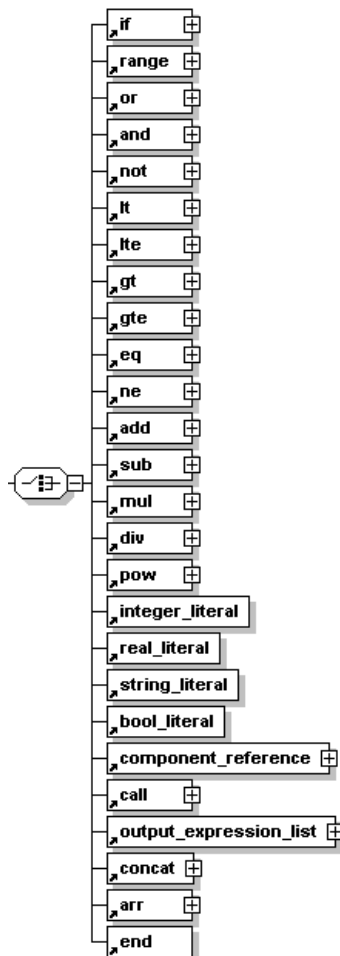 if
range
or
and
not
lt
lte
gt
gte
eq
ne
add
sub
mul
div
pow
integer_literal
real_literal
string_literal
bool_literal
component_reference
call
output_expression_list
concat
arr
end